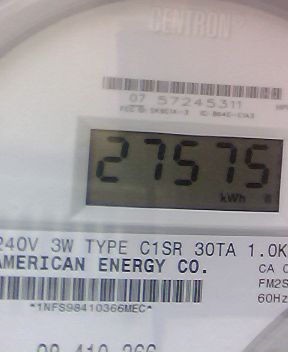 CENTRON®
07 57245311
27575
kWh
240V 3W TYPE C1SR 30TA 1.0K
AMERICAN ENERGY CO.
CA
FM2S
60Hz
*1NFS98410366MEC*